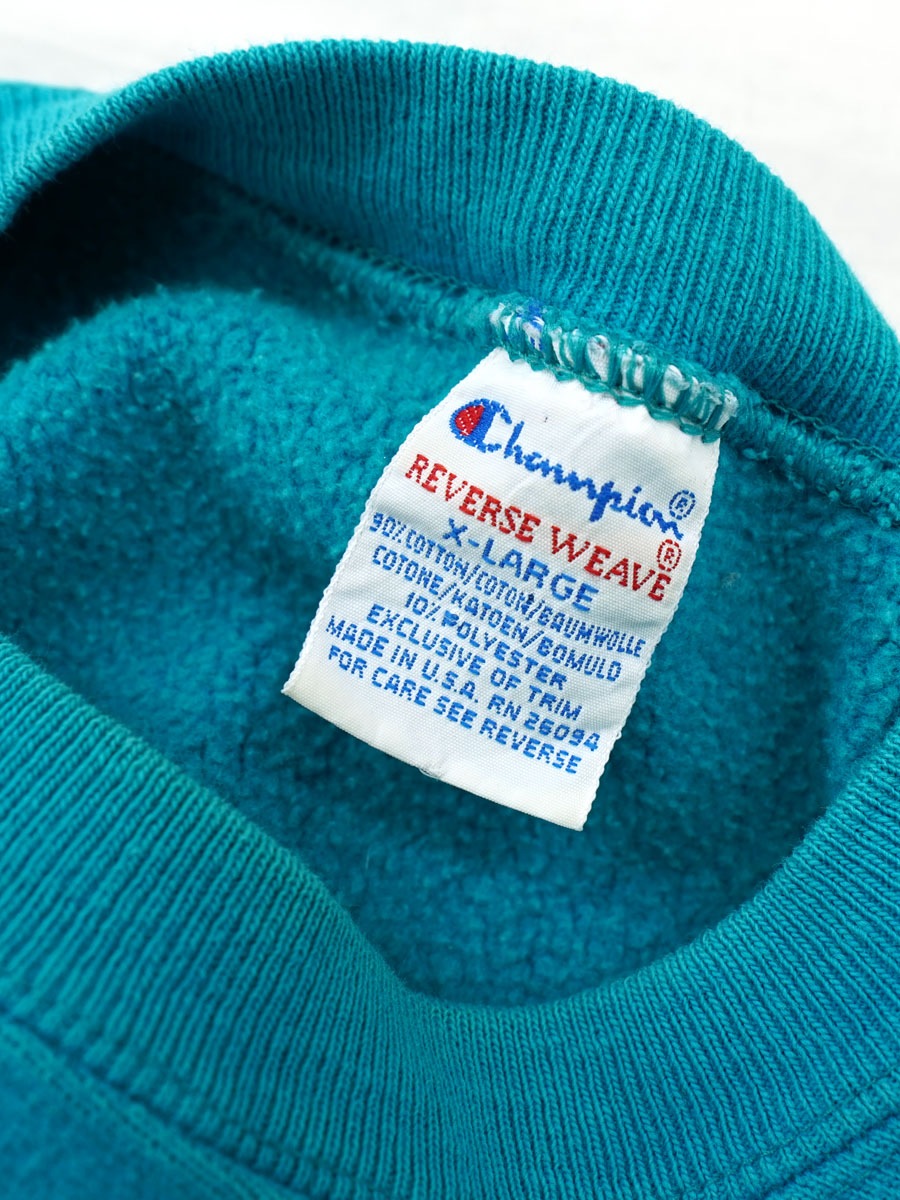 Champion®
REVERSE WEAVE®
X-LARGE
90% COTTON/COTON/BAUMWOLLE
COTONE/KATOEN/BOMULD
10% POLYESTER
EXCLUSIVE OF TRIM
MADE IN U.S.A. RN 26094
FOR CARE SEE REVERSE